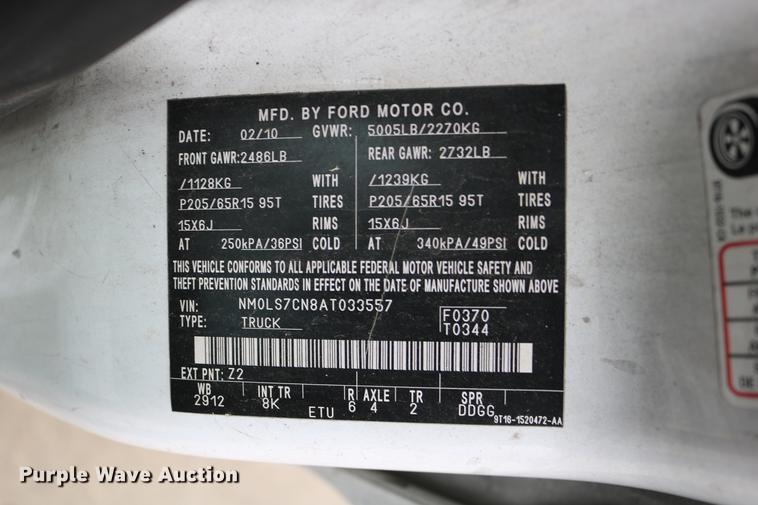 MFD. BY FORD MOTOR CO.
DATE: 02/10 GVWR: 5005LB/2270KG
FRONT GAWR: 2486LB REAR GAWR: 2732LB
/1128KG WITH /1239KG WITH
P205/65R15 95T TIRES P205/65R15 95T TIRES
15X6J RIMS 15X6J RIMS
AT 250kPA/36PSI COLD AT 340kPA/49PSI COLD
THIS VEHICLE CONFORMS TO ALL APPLICABLE FEDERAL MOTOR VEHICLE SAFETY AND
THEFT PREVENTION STANDARDS IN EFFECT ON THE DATE OF MANUFACTURE SHOWN ABOVE
VIN: NM0LS7CN8AT033557 F0370
TYPE: TRUCK T0344
EXT PNT: Z2
WB INT TR R AXLE TR SPR
2912 8K ETU 6 4 2 DDGG
9T16-1520472-AA
The
La
Purple Wave Auction